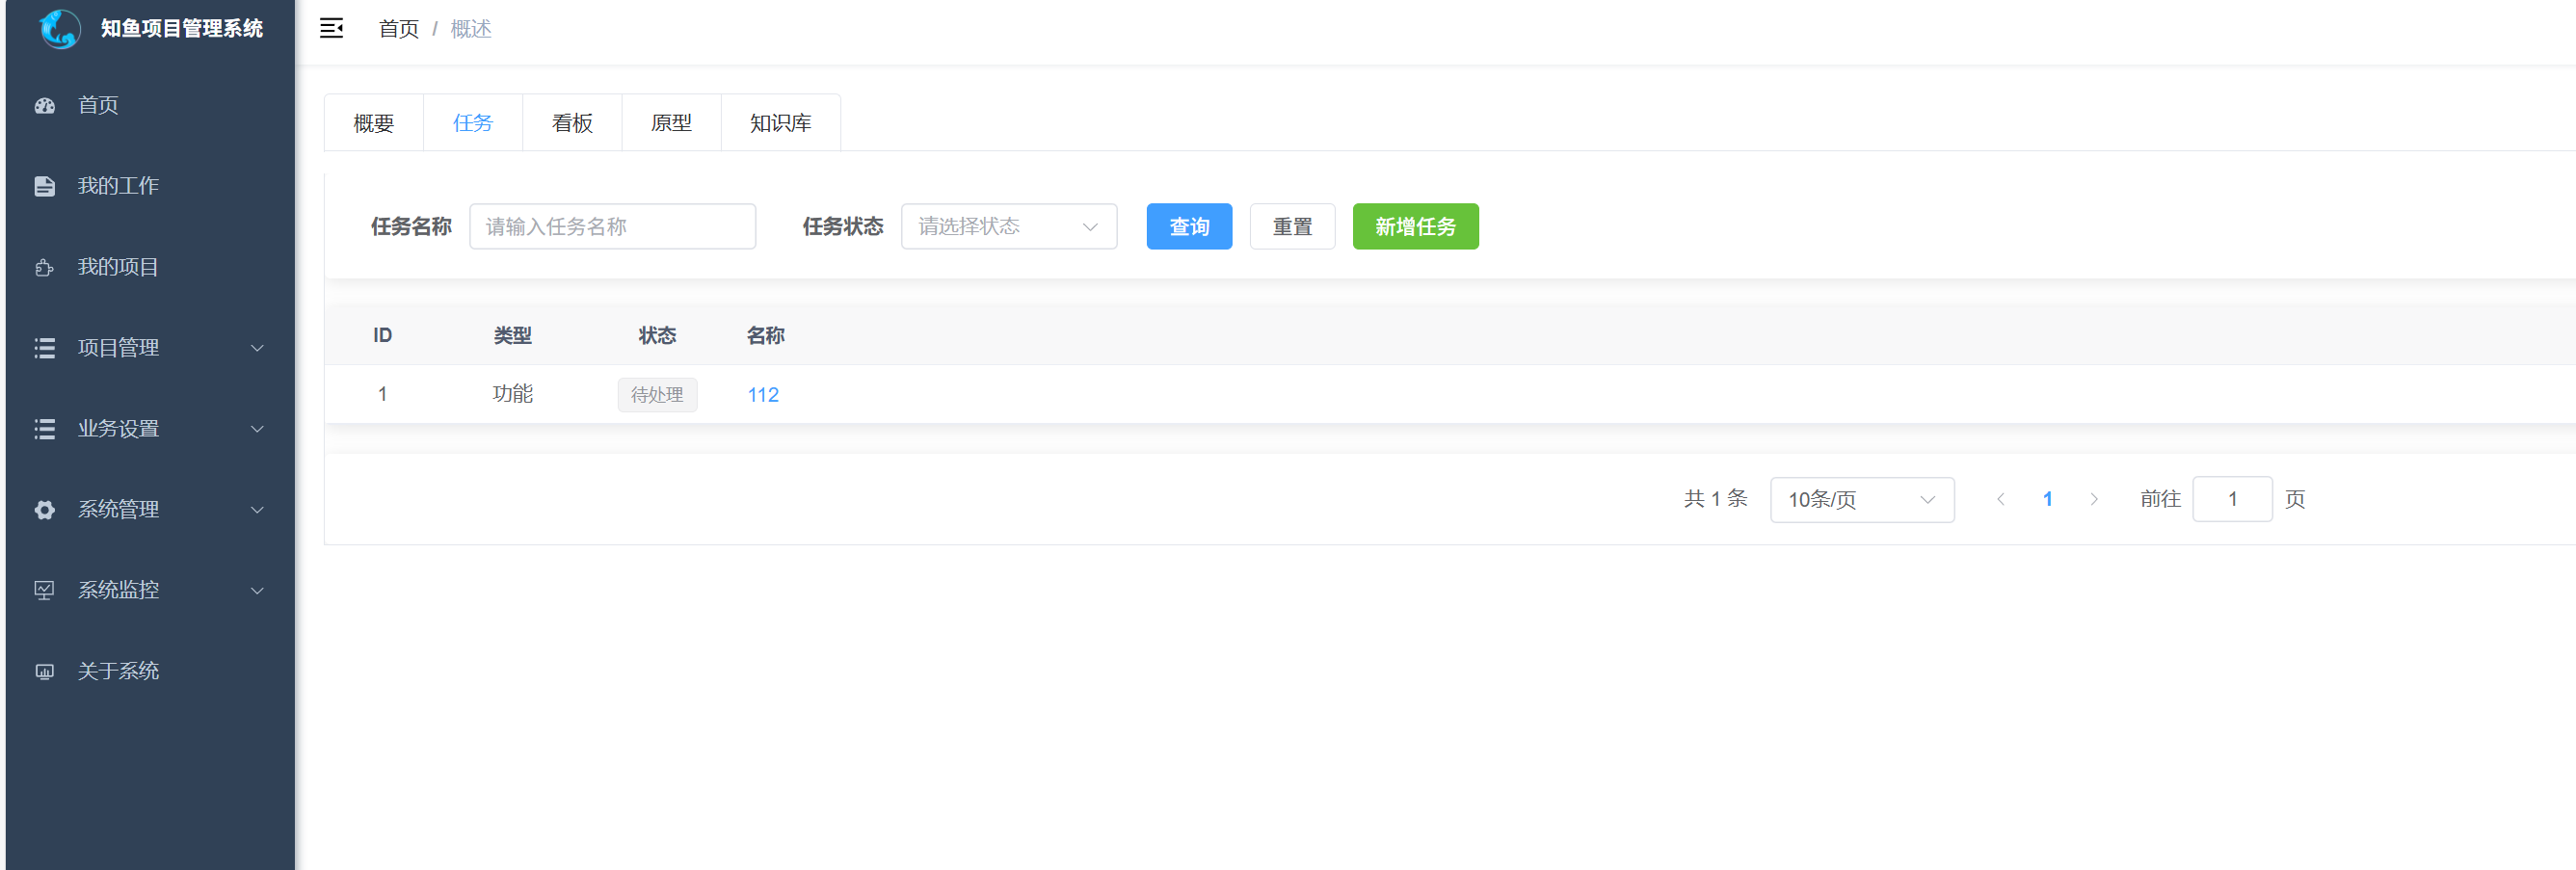 知鱼项目管理系统
首页 / 概述
首页
我的工作
我的项目
项目管理
业务设置
系统管理
系统监控
关于系统
概要 任务 看板 原型 知识库
任务名称 请输入任务名称 任务状态 请选择状态 查询 重置 新增任务
ID 类型 状态 名称
1 功能 待处理 112
共 1 条 10条/页 1 前往 1 页